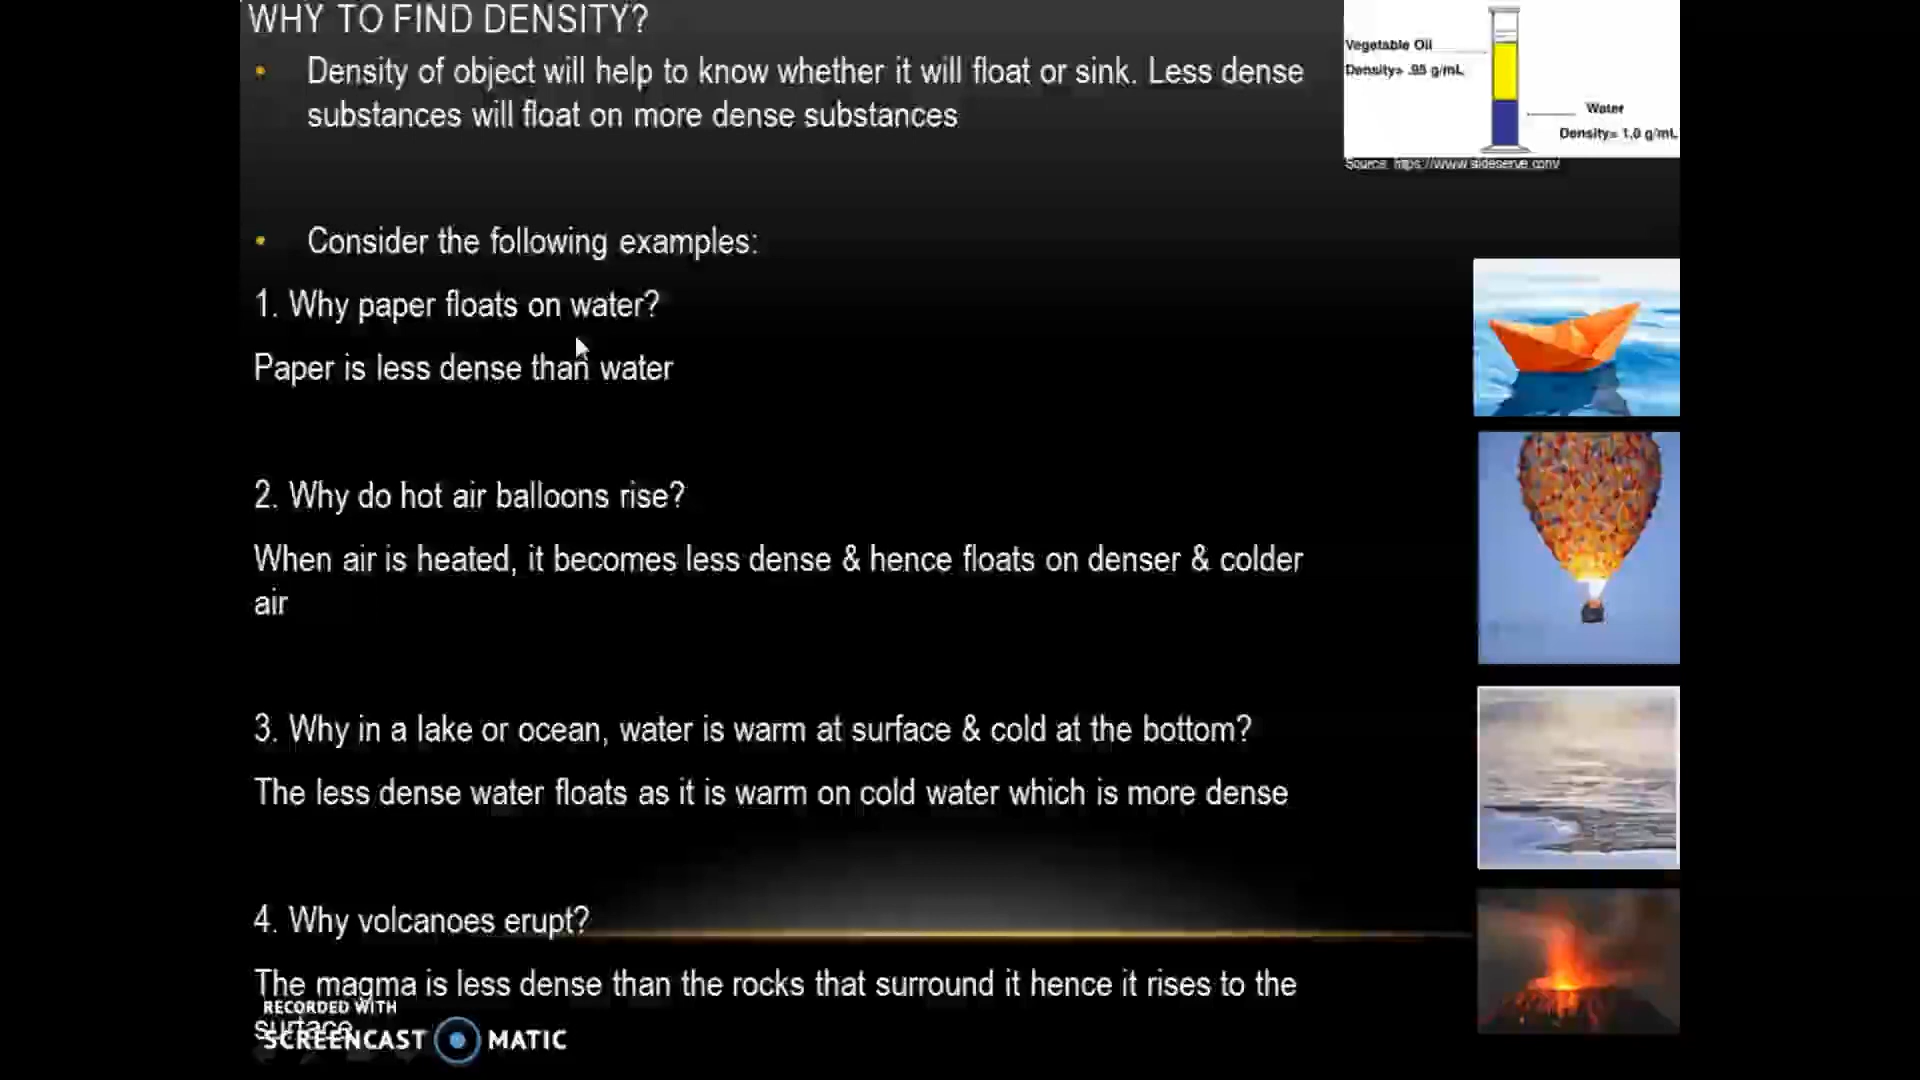 WHY TO FIND DENSITY?
• Density of object will help to know whether it will float or sink. Less dense
substances will float on more dense substances
Vegetable Oil
Density= .95 g/mL
Water
Density= 1.0 g/mL
Source: https://www.slideserve.com/
• Consider the following examples:
1. Why paper floats on water?
Paper is less dense than water
2. Why do hot air balloons rise?
When air is heated, it becomes less dense & hence floats on denser & colder
air
3. Why in a lake or ocean, water is warm at surface & cold at the bottom?
The less dense water floats as it is warm on cold water which is more dense
4. Why volcanoes erupt?
The magma is less dense than the rocks that surround it hence it rises to the
surface
RECORDED WITH
SCREENCAST MATIC